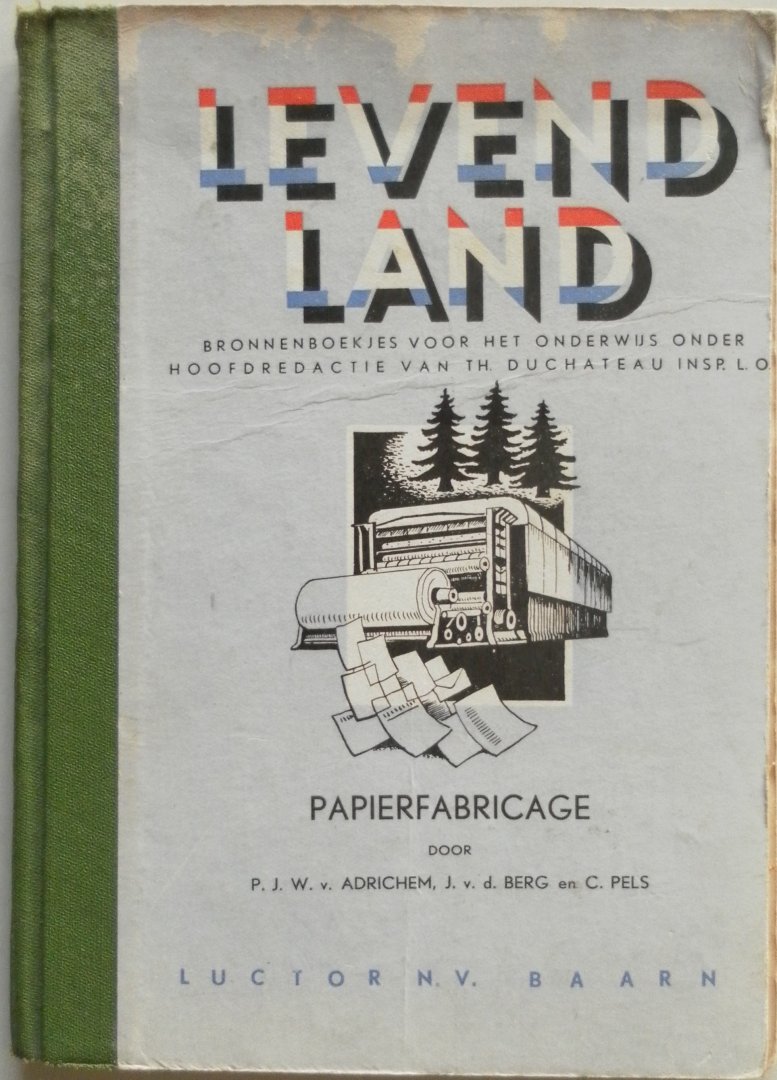 LEVEND
LAND
BRONNENBOEKJES VOOR HET ONDERWIJS ONDER
HOOFDREDACTIE VAN TH. DUCHATEAU INSP. L. O.
PAPIERFABRICAGE
DOOR
P. J. W. v. ADRICHEM, J. v. d. BERG en C. PELS
LUCTOR N.V. BAARN